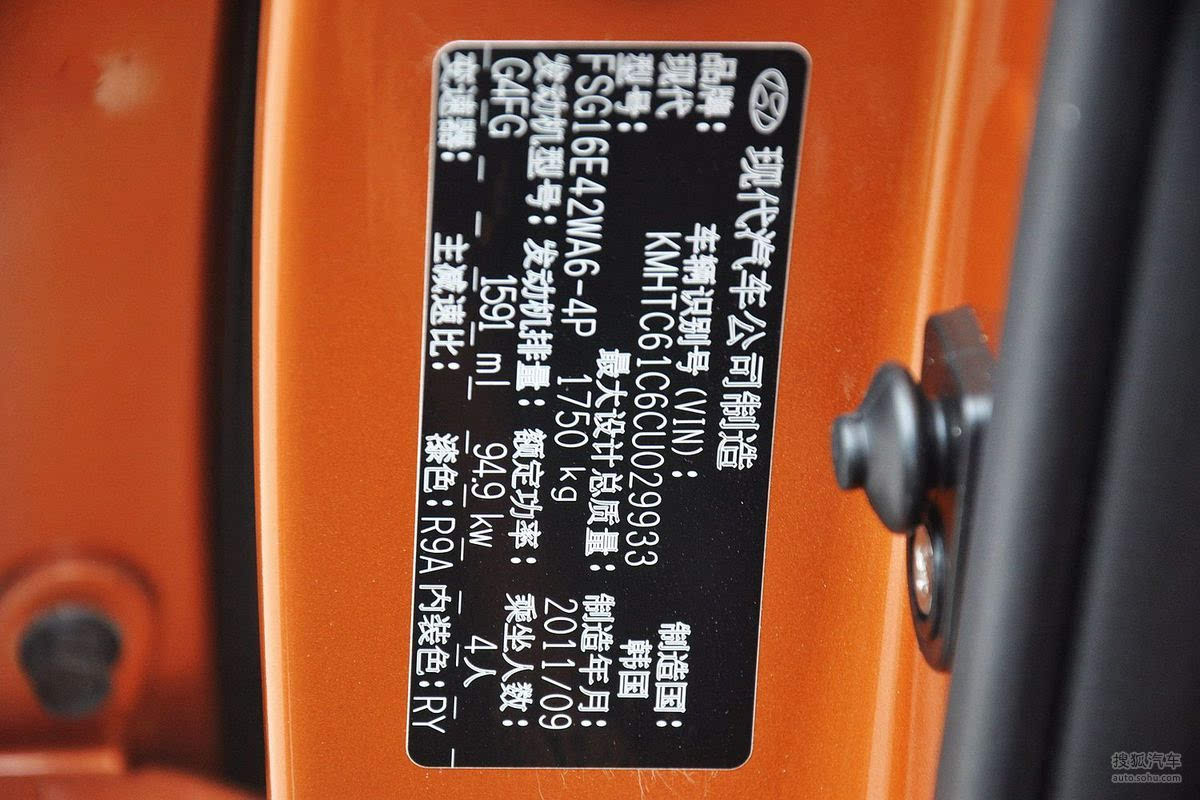 现代汽车公司制造
品牌: 车辆识别号(VIN): 制造国:
现代 KMHTC61C6CU029933 韩国
型号: 最大设计总质量: 制造年月:
FSG16E42WA6-4P 1750 kg 2011/09
发动机型号: 发动机排量: 额定功率: 乘坐人数:
G4FG 1591 ml 94.9 kw 4人
变速器: 主减速比: 漆色: R9A 内装色: RY
搜狐汽车
auto.sohu.com